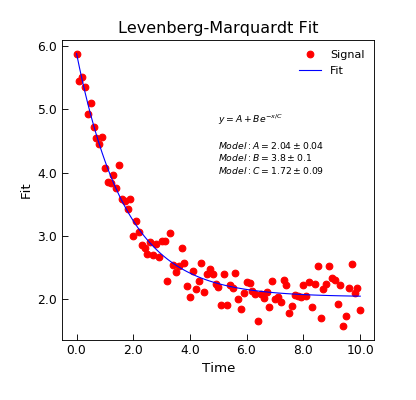 Levenberg-Marquardt Fit
Signal
Fit
y = A + Be^{-x/C}
Model : A = 2.04 ± 0.04
Model : B = 3.8 ± 0.1
Model : C = 1.72 ± 0.09
6.0
5.0
4.0
3.0
2.0
Fit
0.0 2.0 4.0 6.0 8.0 10.0
Time